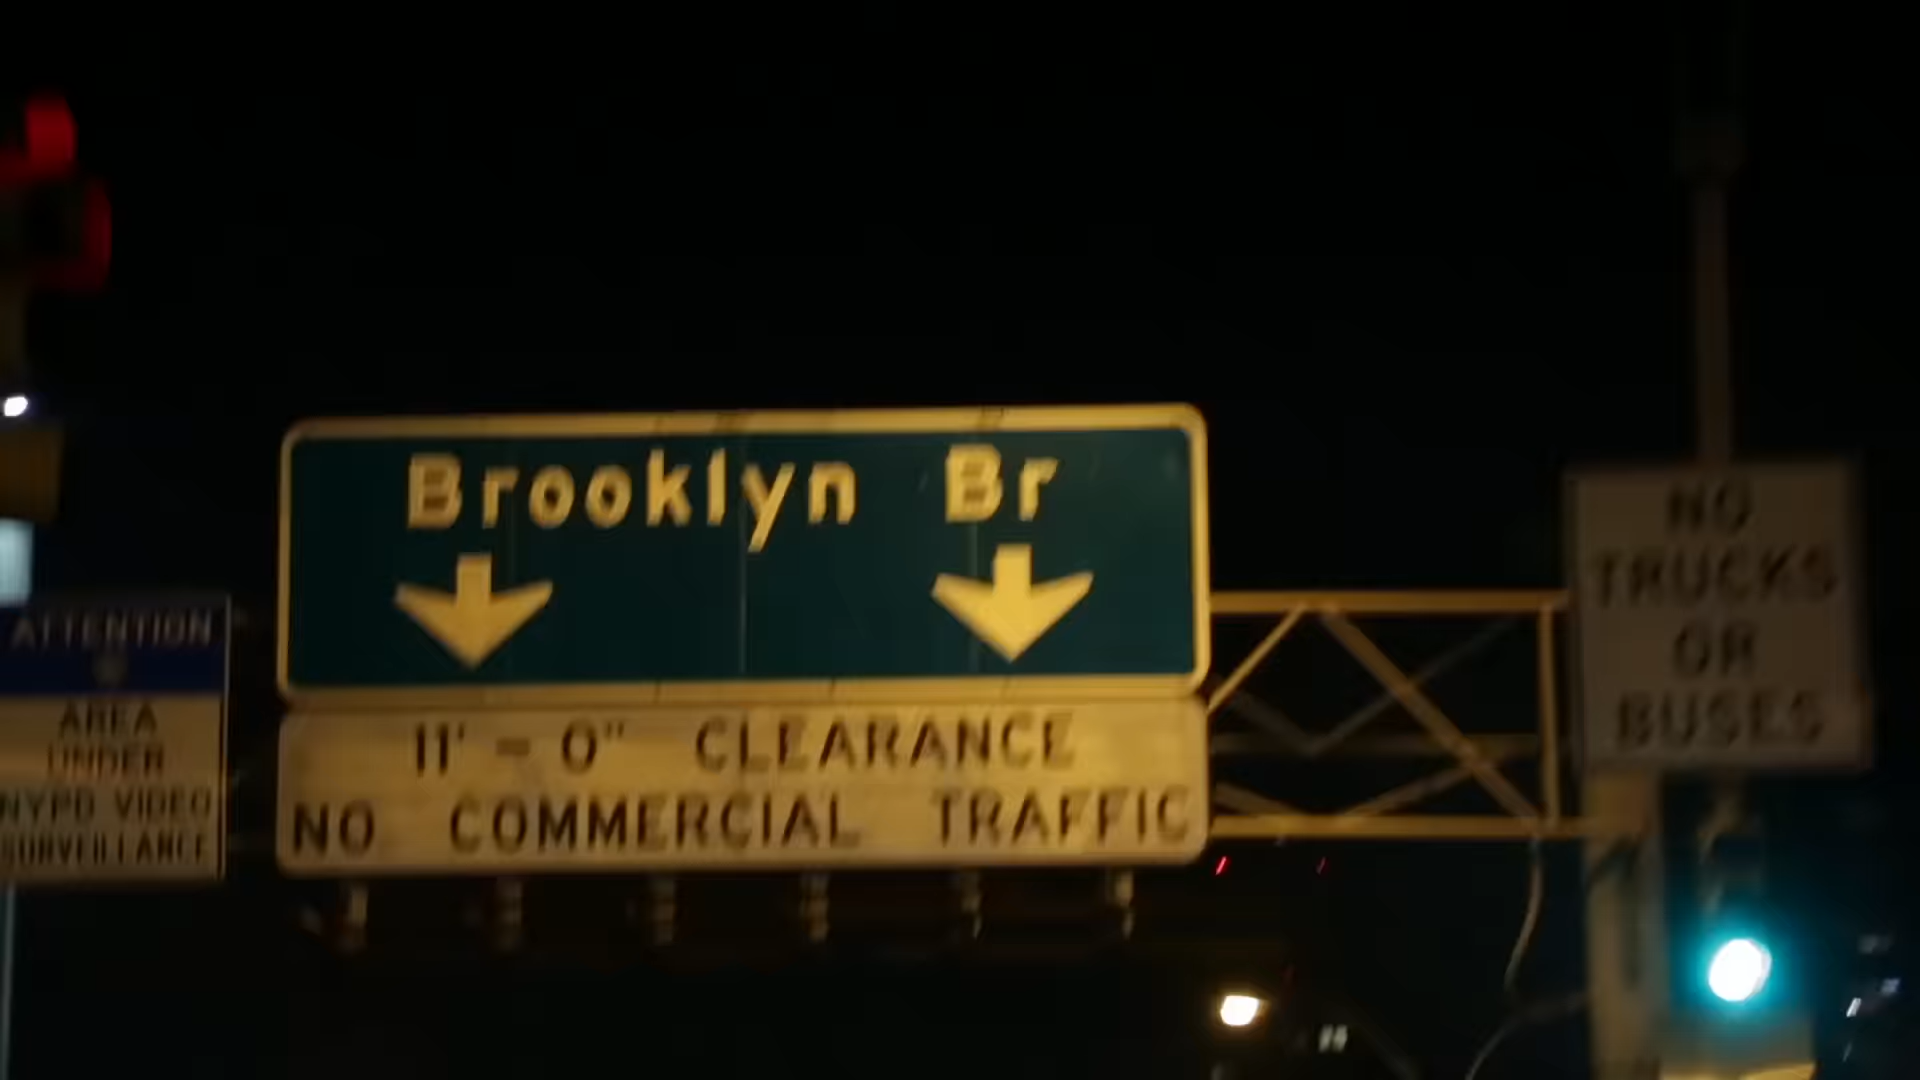 Brooklyn Br
11' - 0" CLEARANCE
NO COMMERCIAL TRAFFIC
ATTENTION
AREA
UNDER
NYPD VIDEO
SURVEILLANCE
NO
TRUCKS
OR
BUSES